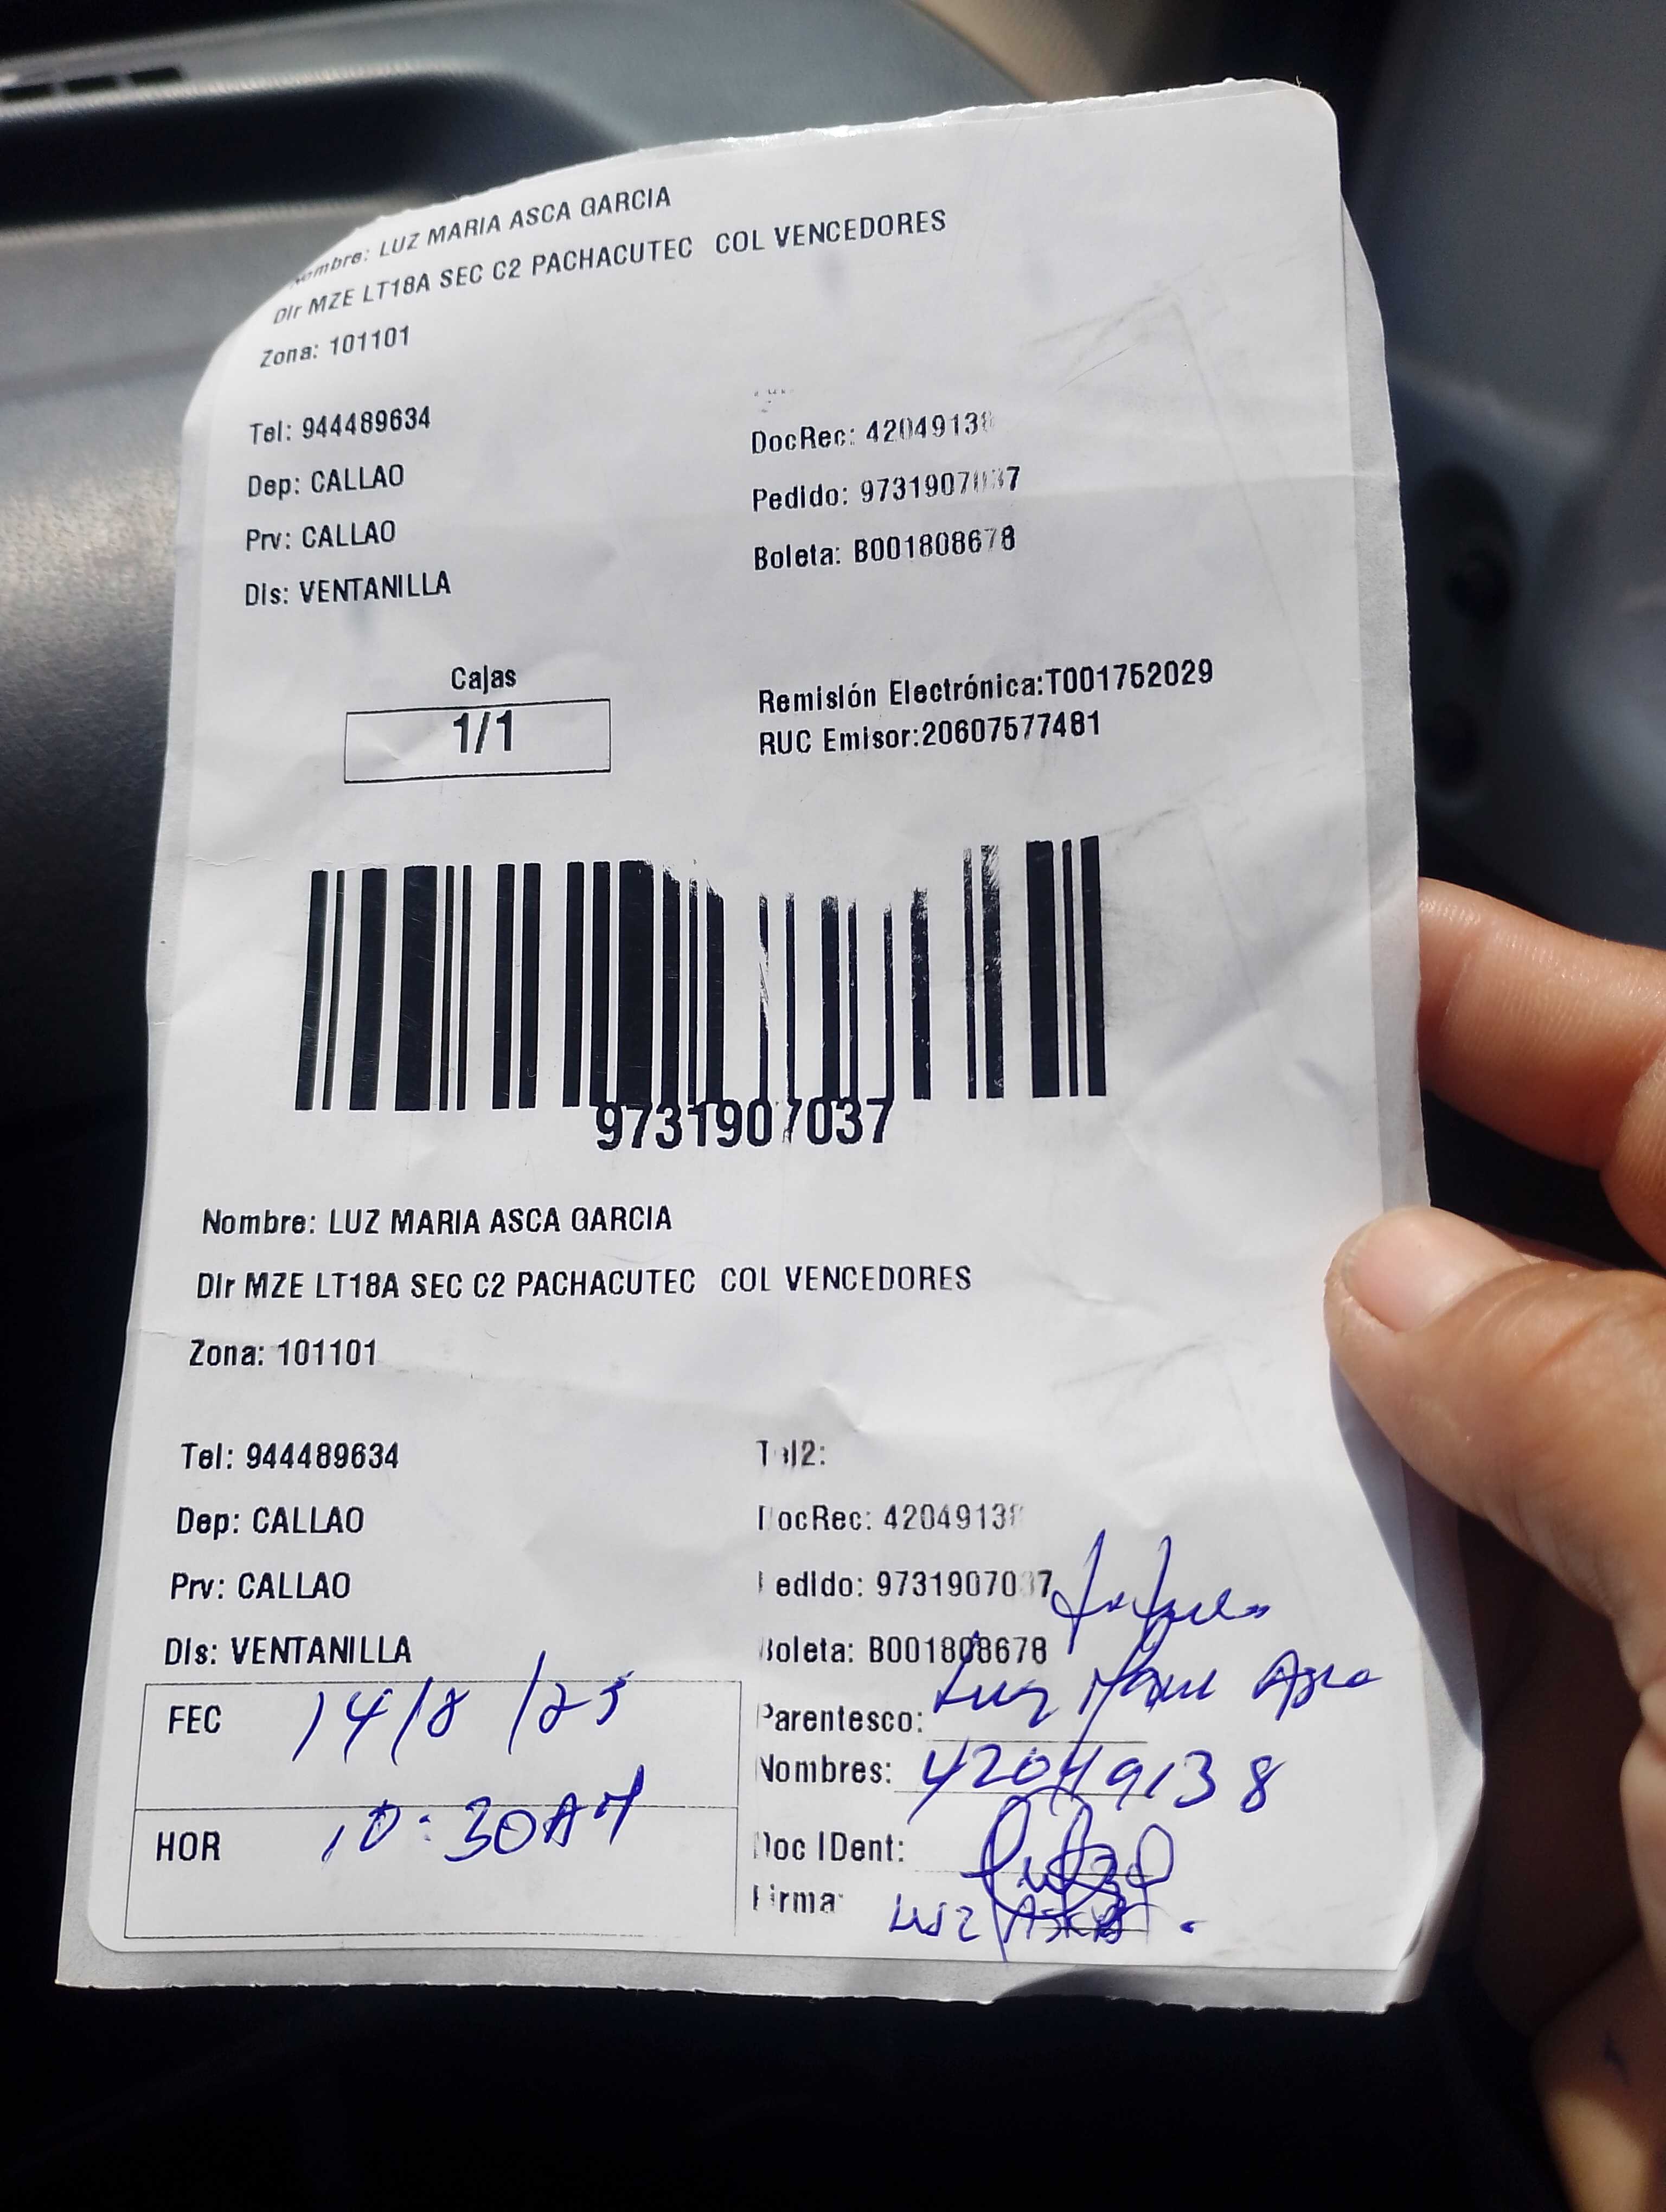 Nombre: LUZ MARIA ASCA GARCIA
Dir MZE LT18A SEC C2 PACHACUTEC COL VENCEDORES
Zona: 101101
Tel: 944489634
DocRec: 42049138
Dep: CALLAO
Pedido: 9731907037
Prv: CALLAO
Boleta: B001808678
Dis: VENTANILLA
Cajas
1/1
Remisión Electrónica:T001752029
RUC Emisor:20607577481
9731907037
Nombre: LUZ MARIA ASCA GARCIA
Dir MZE LT18A SEC C2 PACHACUTEC COL VENCEDORES
Zona: 101101
Tel: 944489634
Tel2:
Dep: CALLAO
DocRec: 42049138
Prv: CALLAO
Pedido: 9731907037
Dis: VENTANILLA
Boleta: B001808678
FEC 14/8/25
Parentesco: Luz Asca
Nombres: 42049138
HOR 10:30AM
Doc IDent:
Firma
Luz Asca